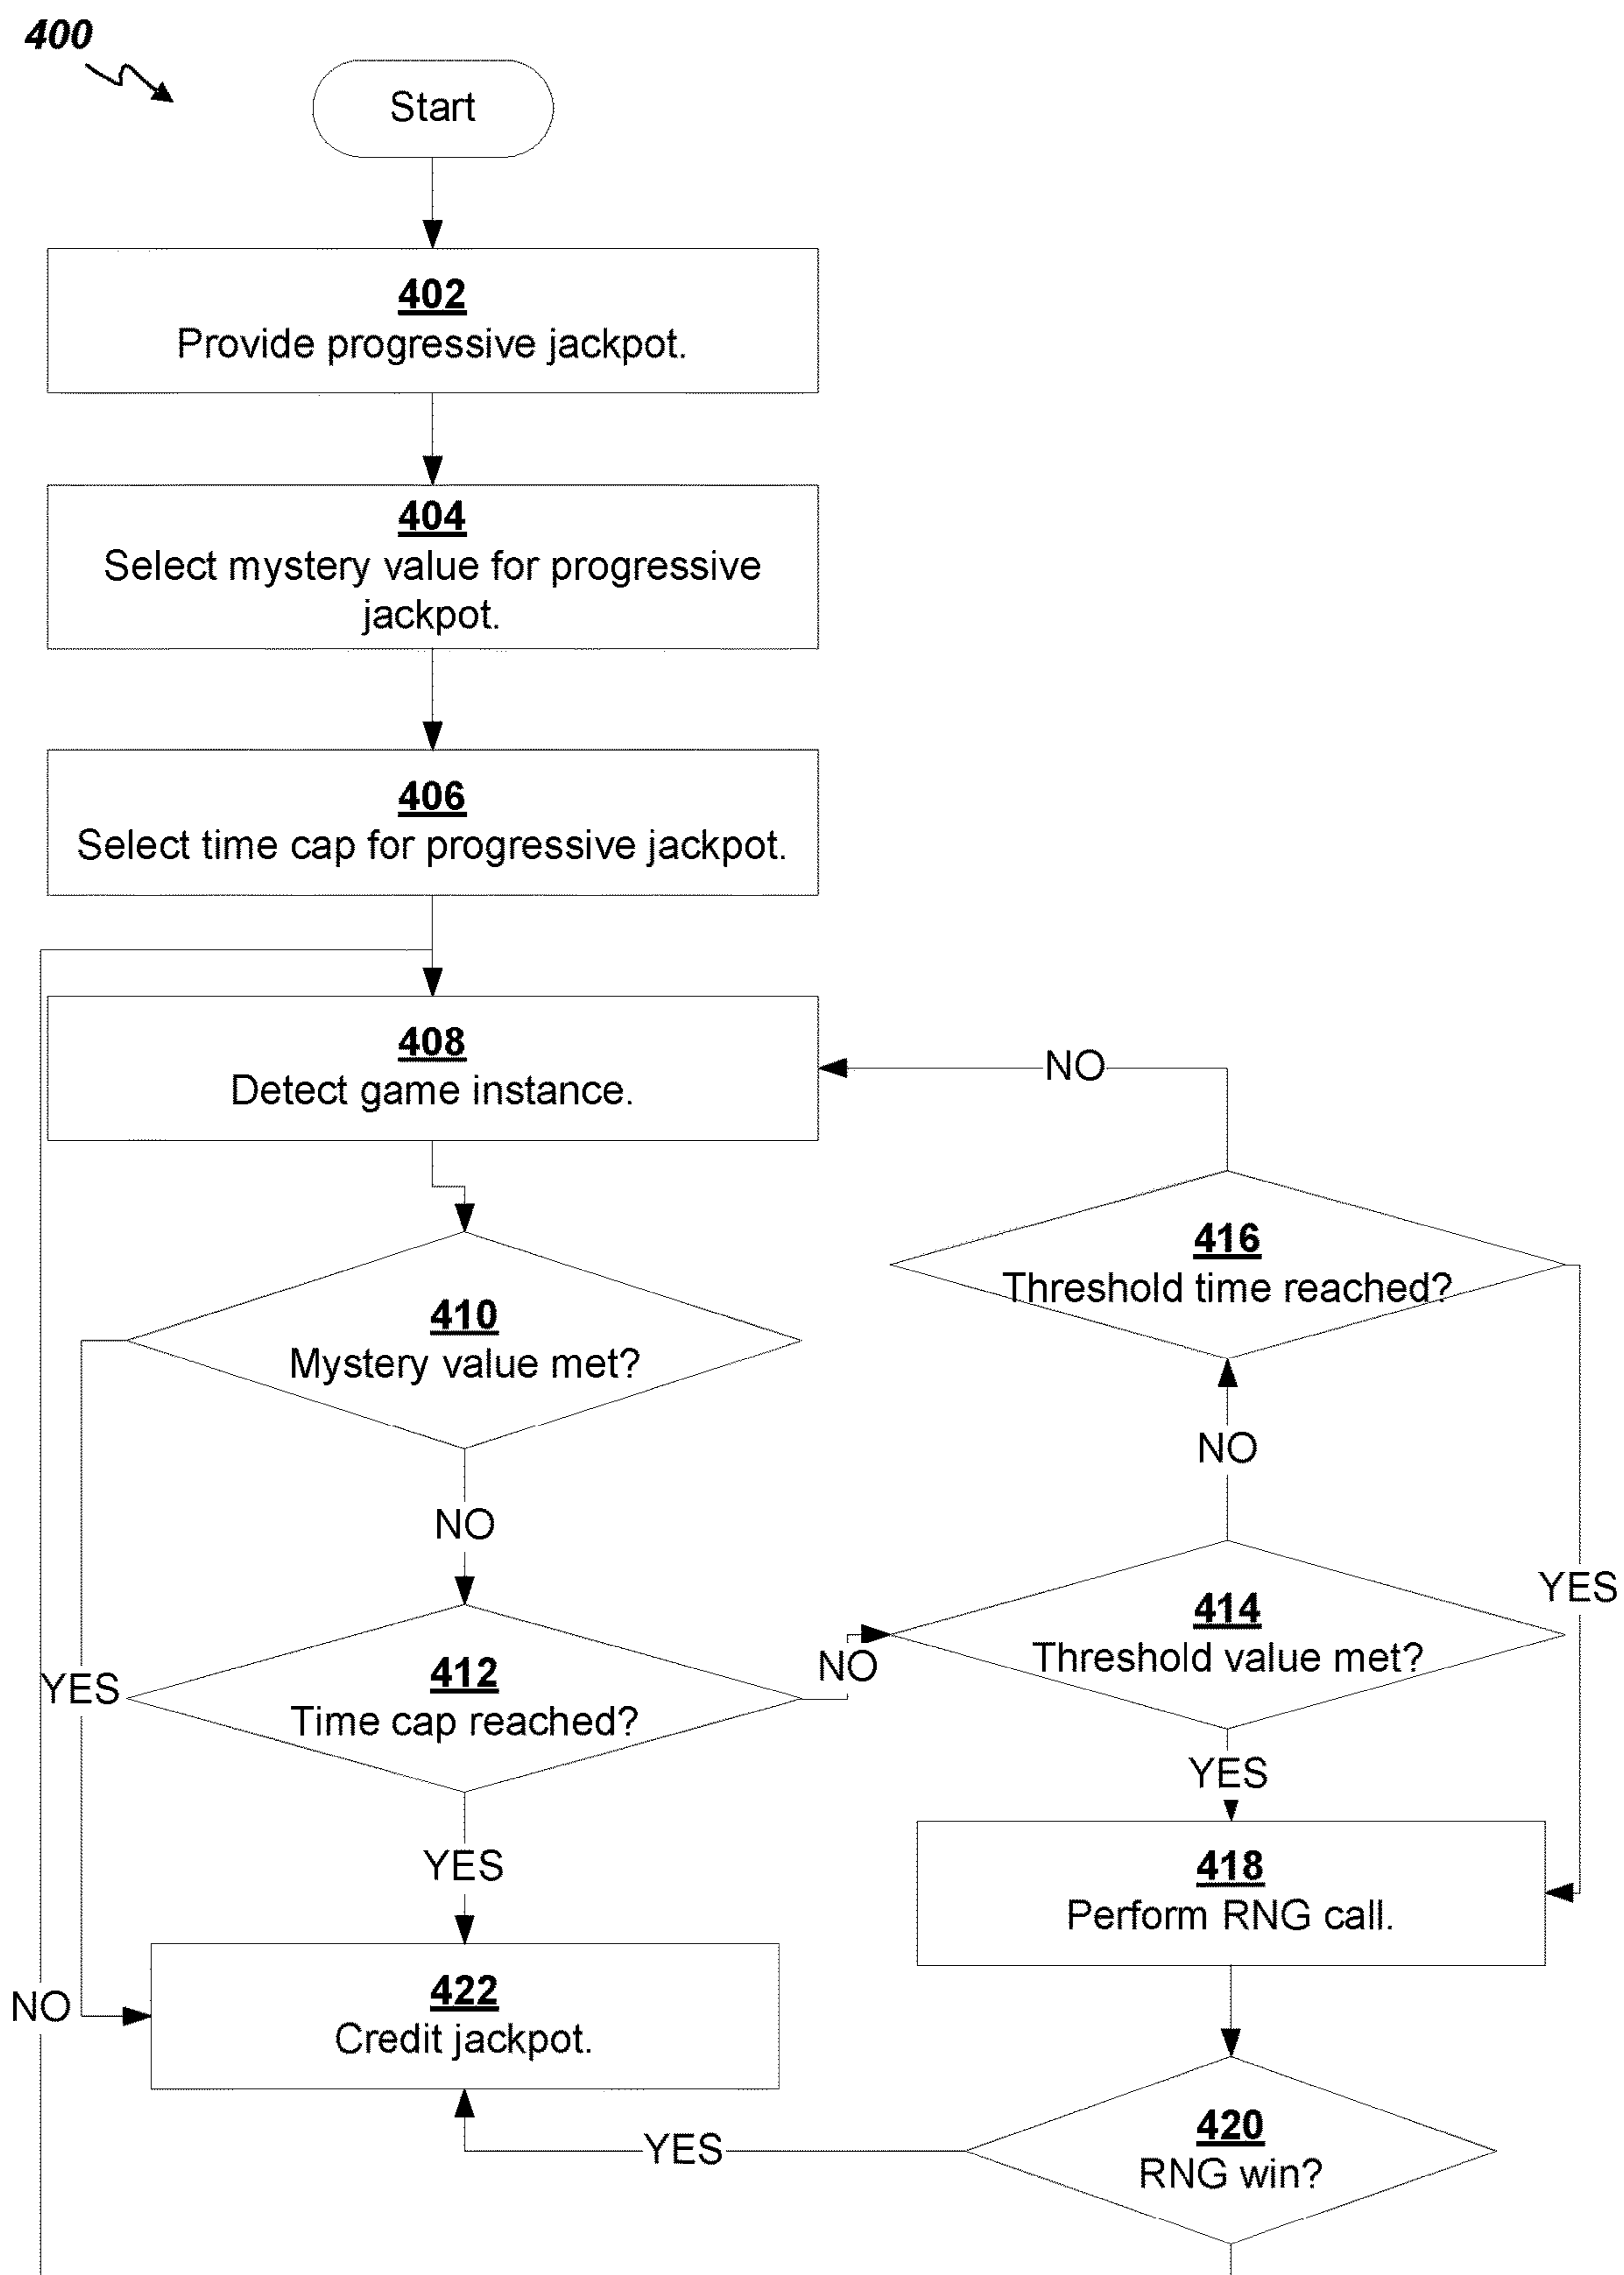 400
Start
402
Provide progressive jackpot.
404
Select mystery value for progressive
jackpot.
406
Select time cap for progressive jackpot.
408
Detect game instance.
NO
416
Threshold time reached?
410
Mystery value met?
NO
NO
YES
414
Threshold value met?
412
Time cap reached?
NO
YES
YES
YES
418
Perform RNG call.
422
Credit jackpot.
NO
420
RNG win?
YES